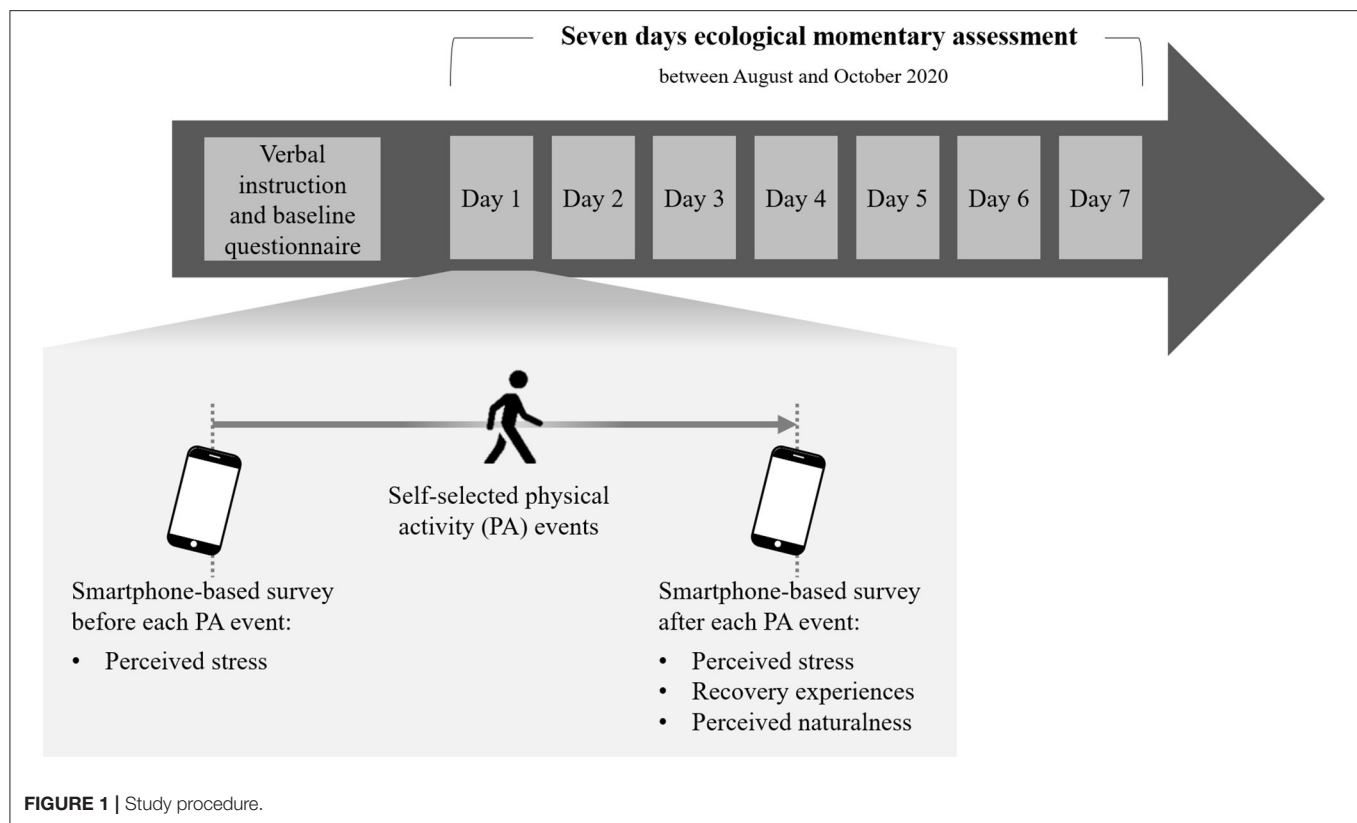 Seven days ecological momentary assessment
between August and October 2020
Verbal
instruction
and baseline
questionnaire
Day 1
Day 2
Day 3
Day 4
Day 5
Day 6
Day 7
Self-selected physical
activity (PA) events
Smartphone-based survey
before each PA event:
• Perceived stress
Smartphone-based survey
after each PA event:
• Perceived stress
• Recovery experiences
• Perceived naturalness
FIGURE 1 | Study procedure.